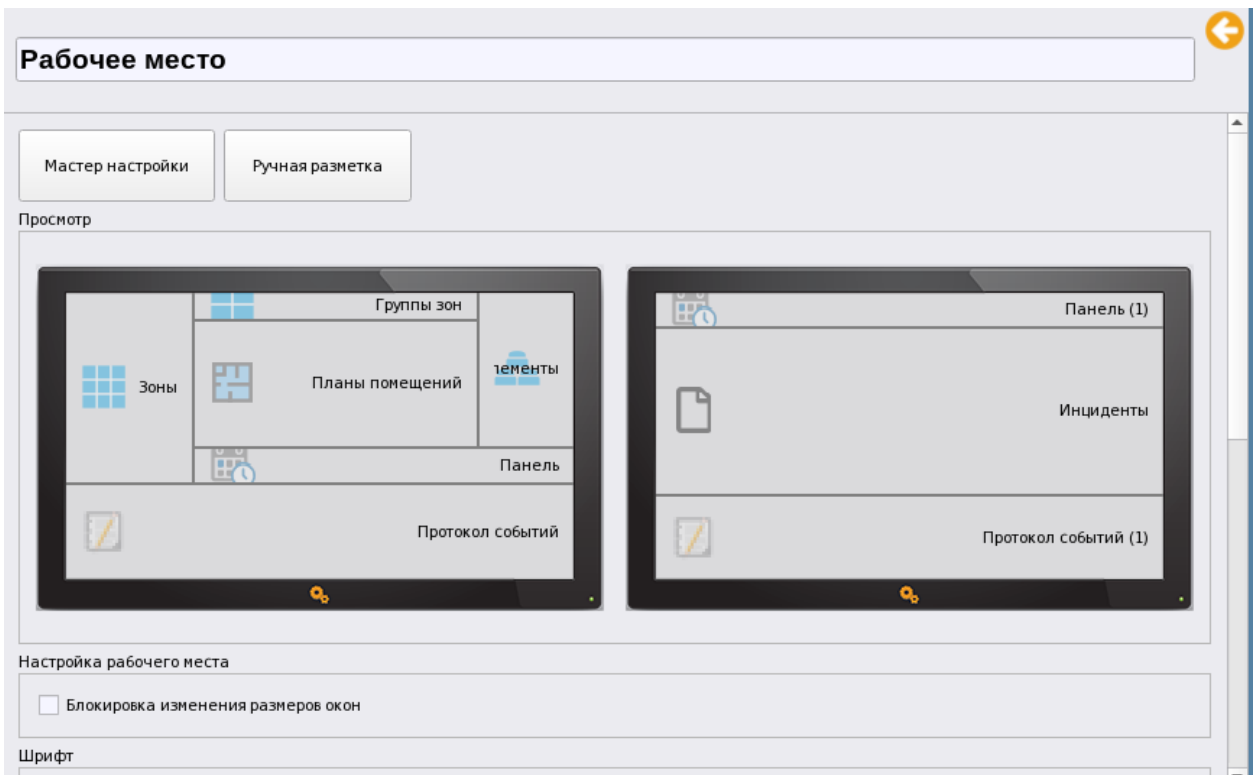 Рабочее место
Мастер настройки
Ручная разметка
Просмотр
Группы зон
Зоны
Планы помещений
лементы
Панель
Протокол событий
Панель (1)
Инциденты
Протокол событий (1)
Настройка рабочего места
Блокировка изменения размеров окон
Шрифт